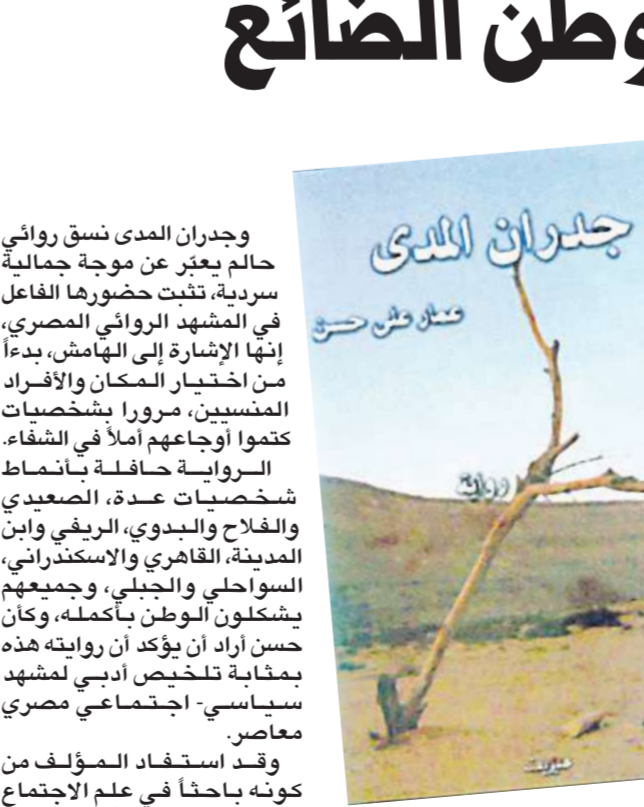 وطن الضائع
جدران المدى
عمار علي حسن
رواية
ميريت
وجدران المدى نسق روائي
حالم يعبّر عن موجة جمالية
سردية، تثبت حضورها الفاعل
في المشهد الروائي المصري،
إنها الإشارة إلى الهامش، بدءاً
من اختيار المكان والأفراد
المنسيين، مرورا بشخصيات
كتموا أوجاعهم أملاً في الشفاء.
الرواية حافلة بأنماط
شخصيات عدة، الصعيدي
والفلاح والبدوي، الريفي وابن
المدينة، القاهري والاسكندراني،
السواحلي والجبلي، وجميعهم
يشكلون الوطن بأكمله، وكأن
حسن أراد أن يؤكد أن روايته هذه
بمثابة تلخيص أدبي لمشهد
سياسي- اجتماعي مصري
معاصر.
وقد استفاد المؤلف من
كونه باحثاً في علم الاجتماع